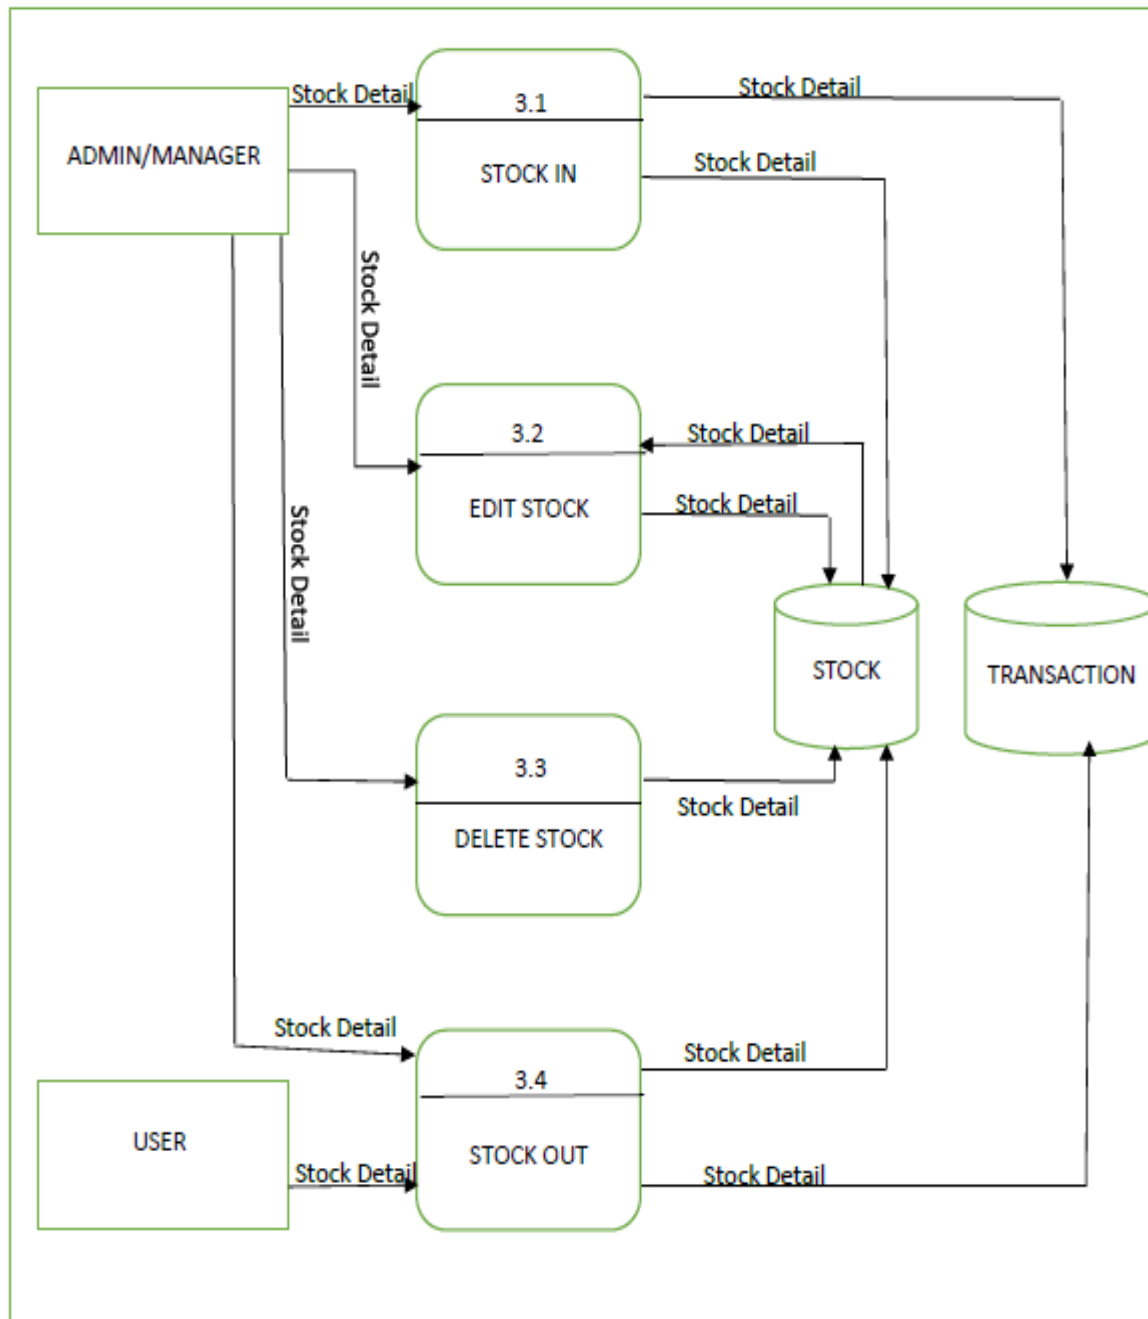 Stock Detail
3.1
Stock Detail
ADMIN/MANAGER
STOCK IN
Stock Detail
Stock Detail
3.2
Stock Detail
EDIT STOCK
Stock Detail
Stock Detail
STOCK
TRANSACTION
3.3
DELETE STOCK
Stock Detail
Stock Detail
3.4
Stock Detail
USER
STOCK OUT
Stock Detail
Stock Detail